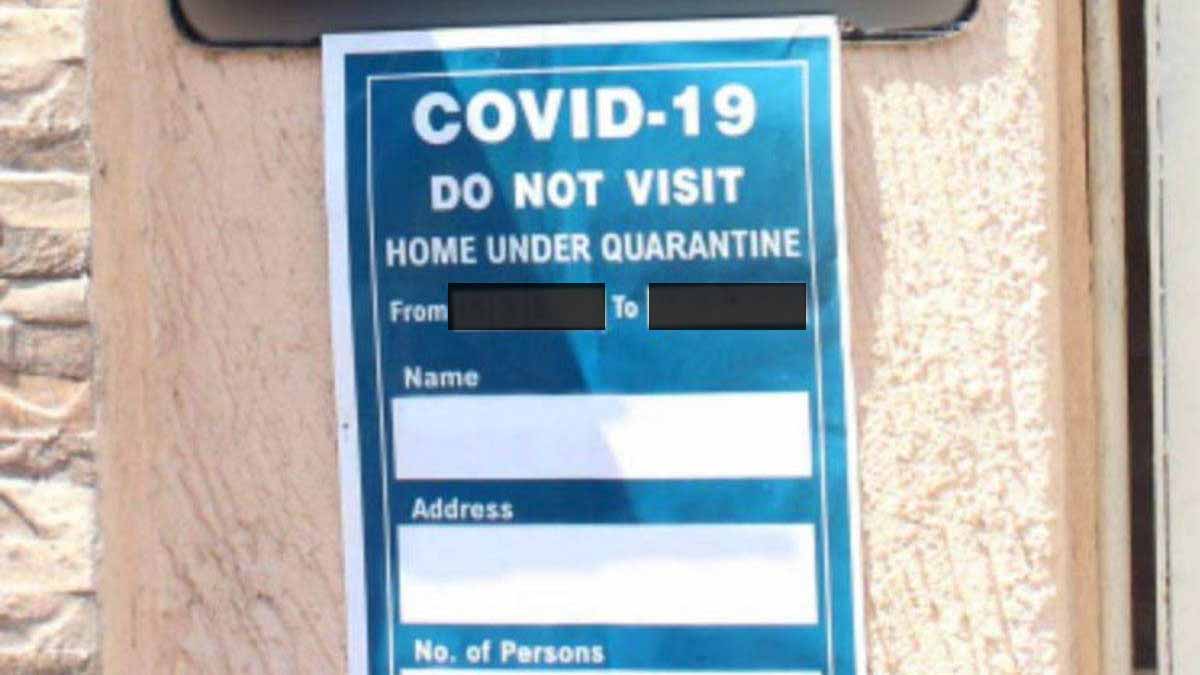 COVID-19
DO NOT VISIT
HOME UNDER QUARANTINE
From To
Name
Address
No. of Persons